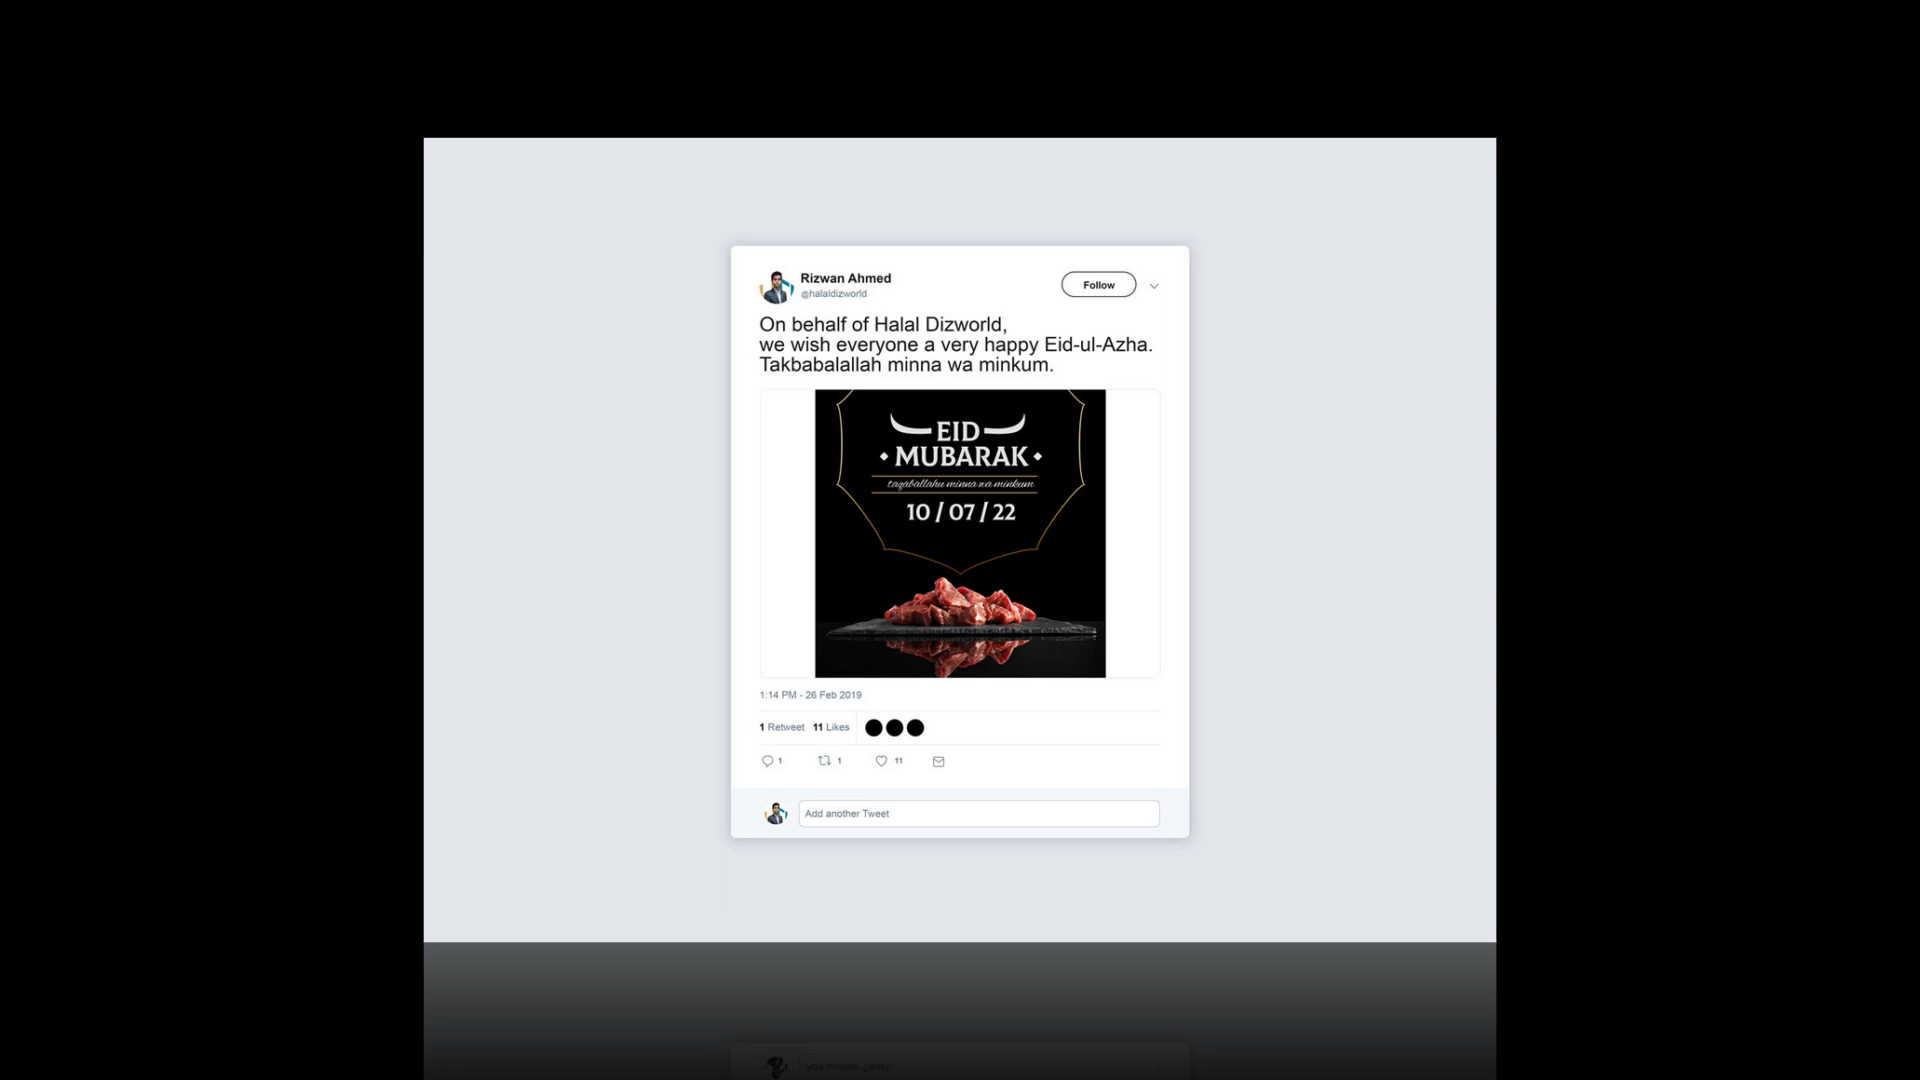 Rizwan Ahmed
@halaldizworld
Follow
On behalf of Halal Dizworld,
we wish everyone a very happy Eid-ul-Azha.
Takbabalallah minna wa minkum.
EID
MUBARAK
taqaballahu minna wa minkum
10 / 07 / 22
1:14 PM - 26 Feb 2019
1 Retweet 11 Likes
1 1 11
Add another Tweet